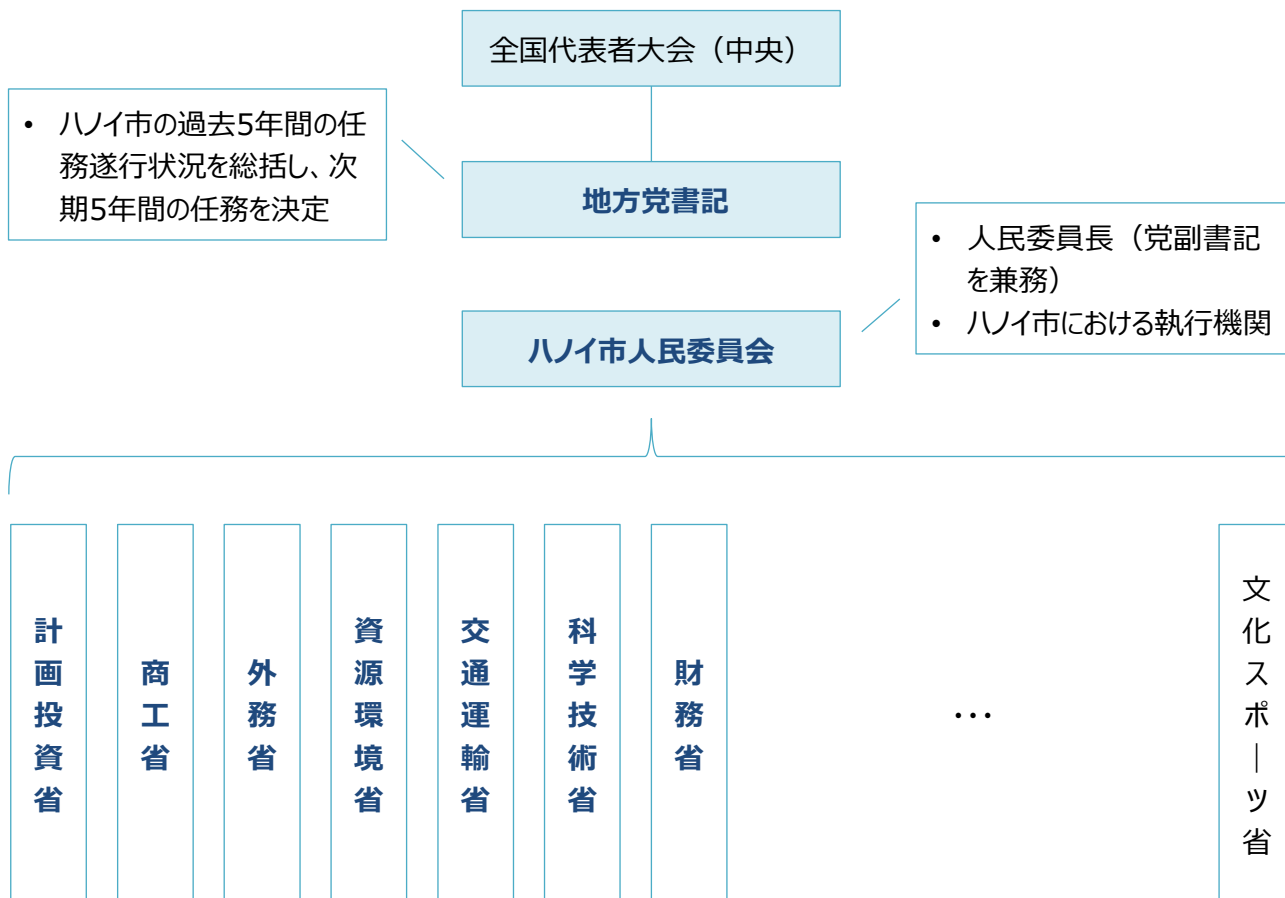 全国代表者大会（中央）
• ハノイ市の過去5年間の任
務遂行状況を総括し、次
期5年間の任務を決定
地方党書記
• 人民委員長（党副書記
を兼務）
• ハノイ市における執行機関
ハノイ市人民委員会
計画投資省
商工省
外務省
資源環境省
交通運輸省
科学技術省
財務省
…
文化スポーツ省